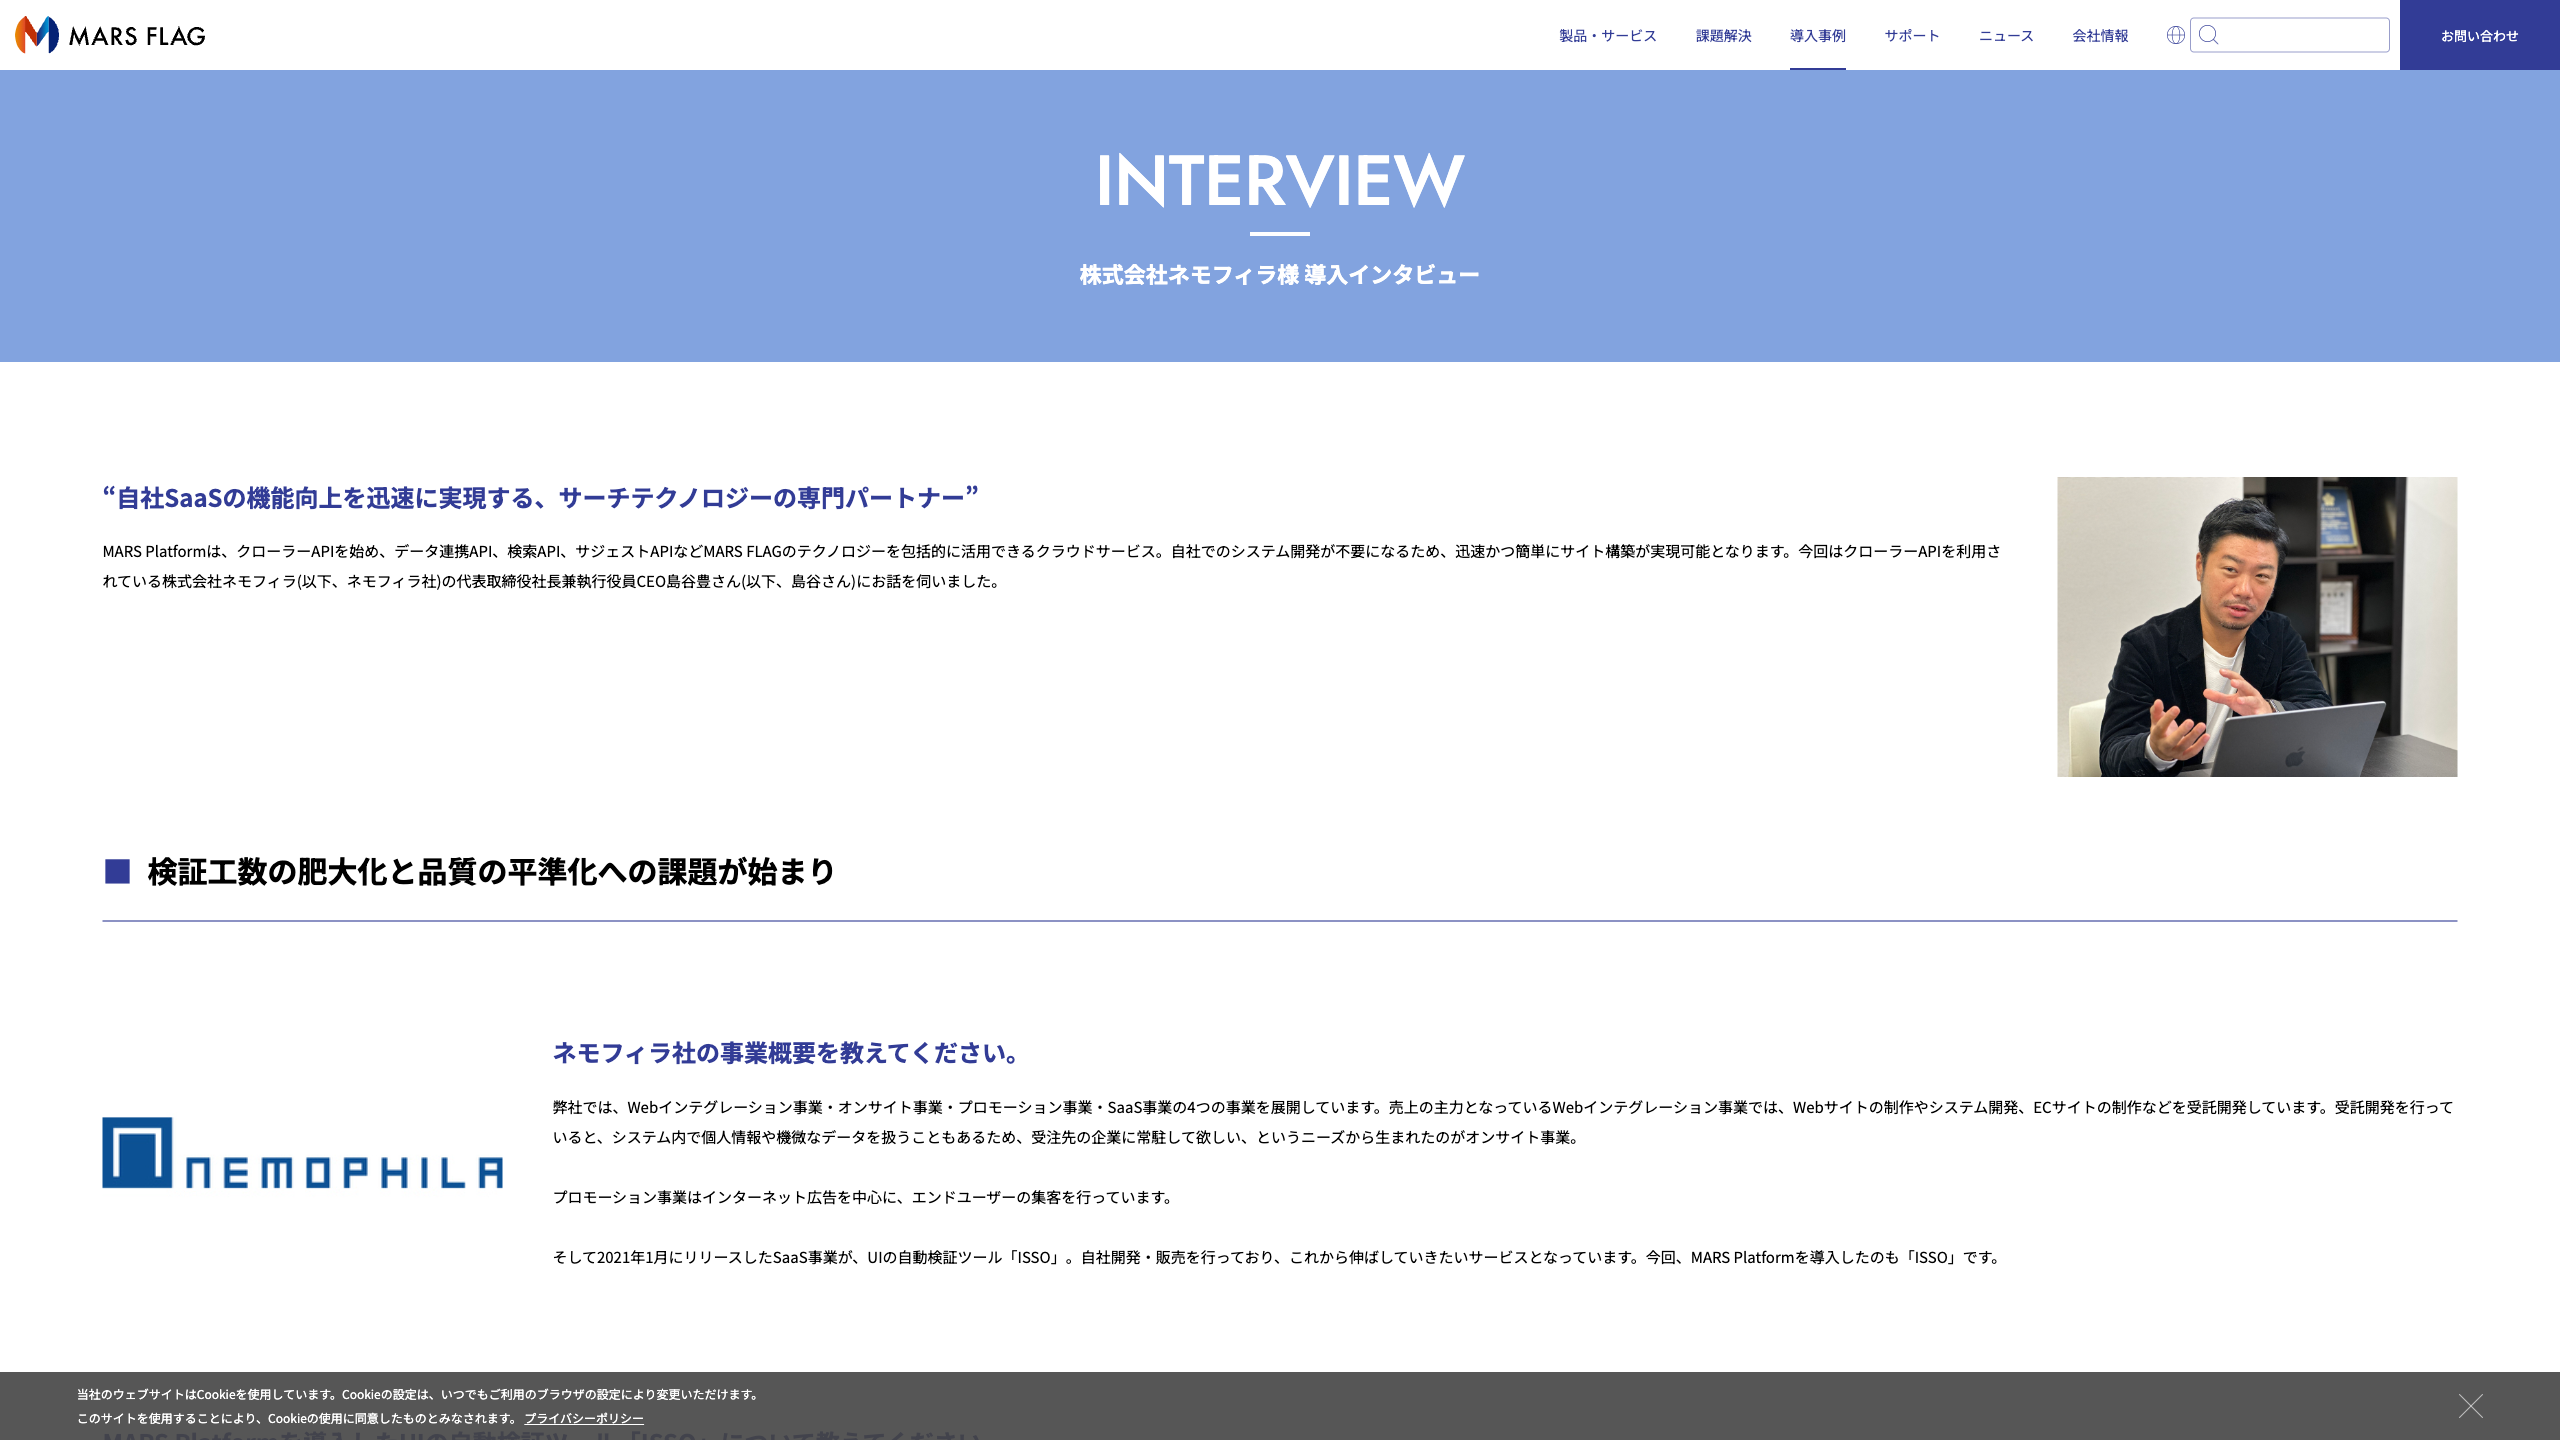 MARS FLAG
製品・サービス
課題解決
導入事例
サポート
ニュース
会社情報
お問い合わせ
INTERVIEW
株式会社ネモフィラ様 導入インタビュー
“自社SaaSの機能向上を迅速に実現する、サーチテクノロジーの専門パートナー”
MARS Platformは、クローラーAPIを始め、データ連携API、検索API、サジェストAPIなどMARS FLAGのテクノロジーを包括的に活用できるクラウドサービス。自社でのシステム開発が不要になるため、迅速かつ簡単にサイト構築が実現可能となります。今回はクローラーAPIを利用さ
れている株式会社ネモフィラ(以下、ネモフィラ社)の代表取締役社長兼執行役員CEO島谷豊さん(以下、島谷さん)にお話を伺いました。
■ 検証工数の肥大化と品質の平準化への課題が始まり
NEMOPHILA
ネモフィラ社の事業概要を教えてください。
弊社では、Webインテグレーション事業・オンサイト事業・プロモーション事業・SaaS事業の4つの事業を展開しています。売上の主力となっているWebインテグレーション事業では、Webサイトの制作やシステム開発、ECサイトの制作などを受託開発しています。受託開発を行って
いると、システム内で個人情報や機微なデータを扱うこともあるため、受注先の企業に常駐して欲しい、というニーズから生まれたのがオンサイト事業。
プロモーション事業はインターネット広告を中心に、エンドユーザーの集客を行っています。
そして2021年1月にリリースしたSaaS事業が、UIの自動検証ツール「ISSO」。自社開発・販売を行っており、これから伸ばしていきたいサービスとなっています。今回、MARS Platformを導入したのも「ISSO」です。
当社のウェブサイトはCookieを使用しています。Cookieの設定は、いつでもご利用のブラウザの設定により変更いただけます。
このサイトを使用することにより、Cookieの使用に同意したものとみなされます。 プライバシーポリシー
MARS Platformを導入したUIの自動検証ツール「ISSO」について教えてください。